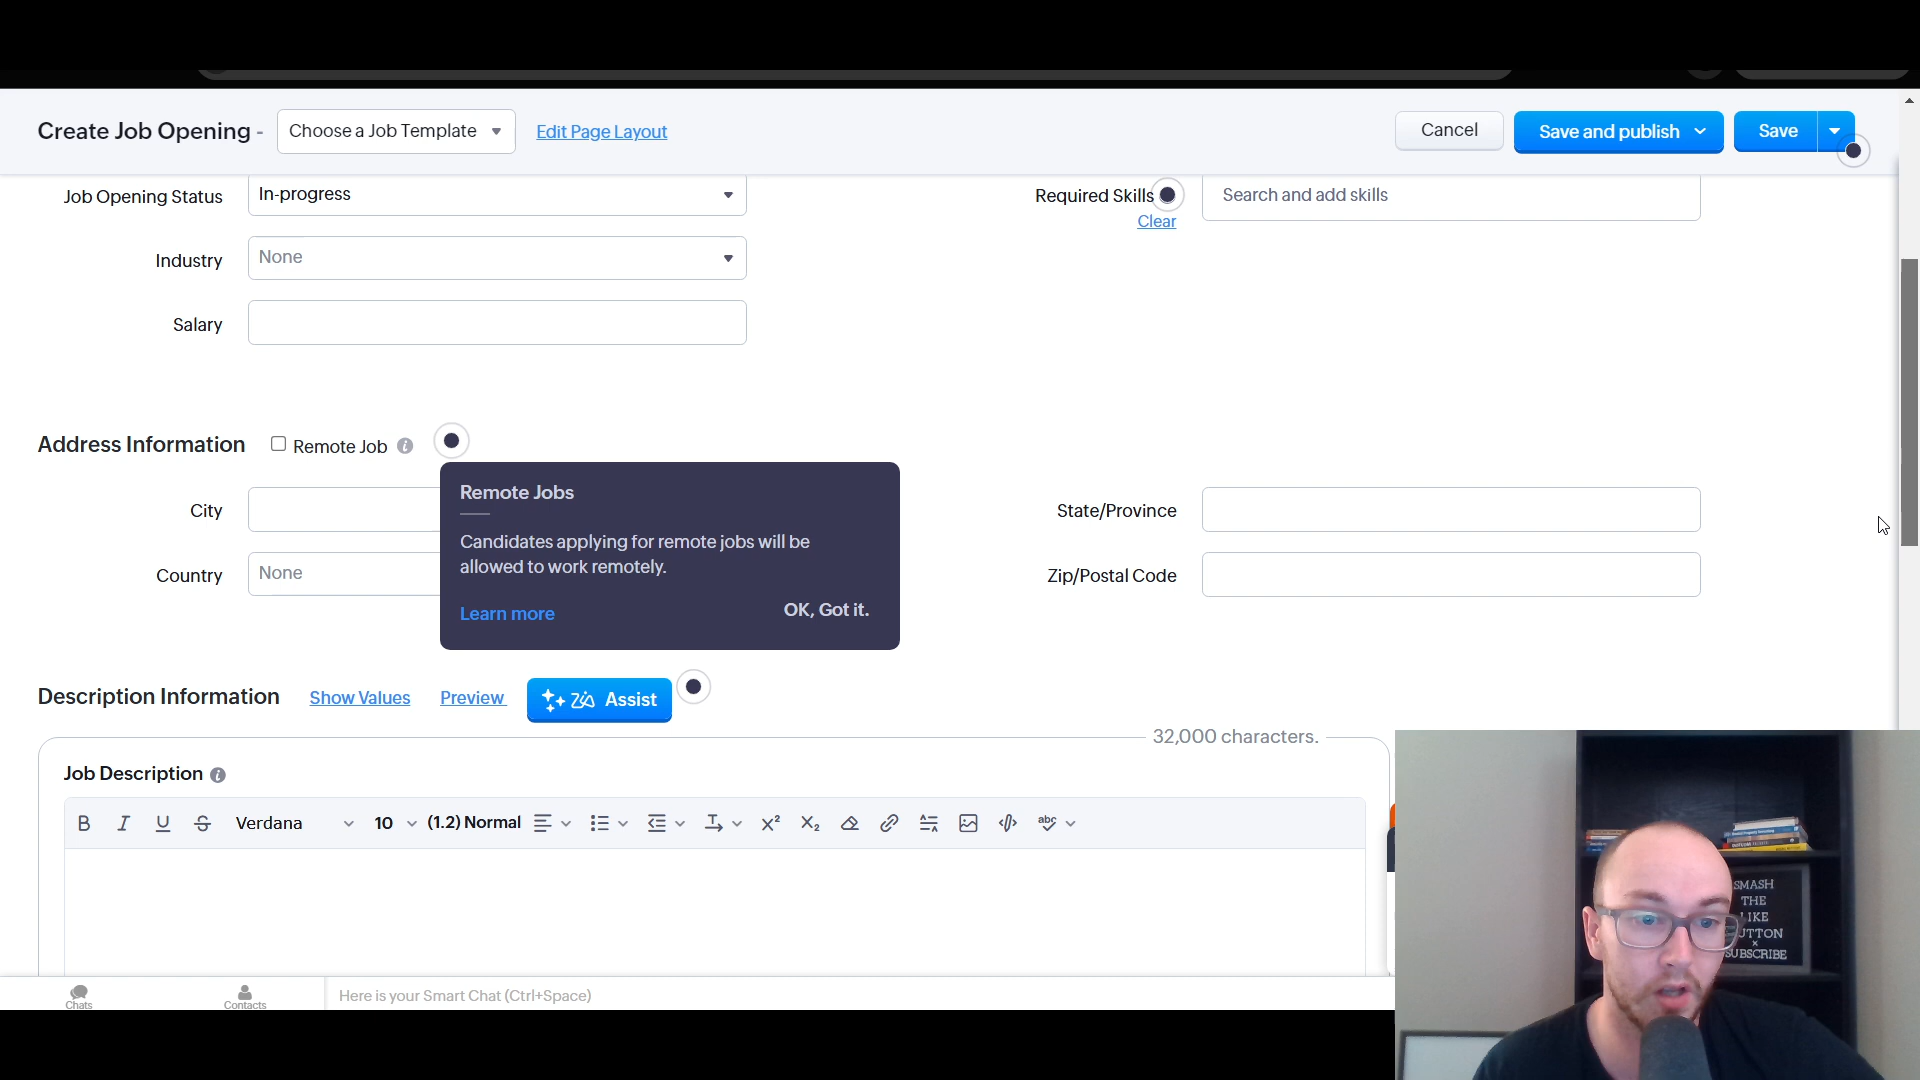 Create Job Opening - Choose a Job Template Edit Page Layout Cancel Save and publish Save
Job Opening Status In-progress Required Skills Search and add skills
Clear
Industry None
Salary
Address Information Remote Job
Remote Jobs
City State/Province
Candidates applying for remote jobs will be
allowed to work remotely.
Country None Zip/Postal Code
Learn more OK, Got it.
Description Information Show Values Preview Zia Assist
32,000 characters.
Job Description
B I U S Verdana 10 (1.2) Normal
abc
SMASH
THE
LIKE
BUTTON
×
SUBSCRIBE
Chats Contacts Here is your Smart Chat (Ctrl+Space)